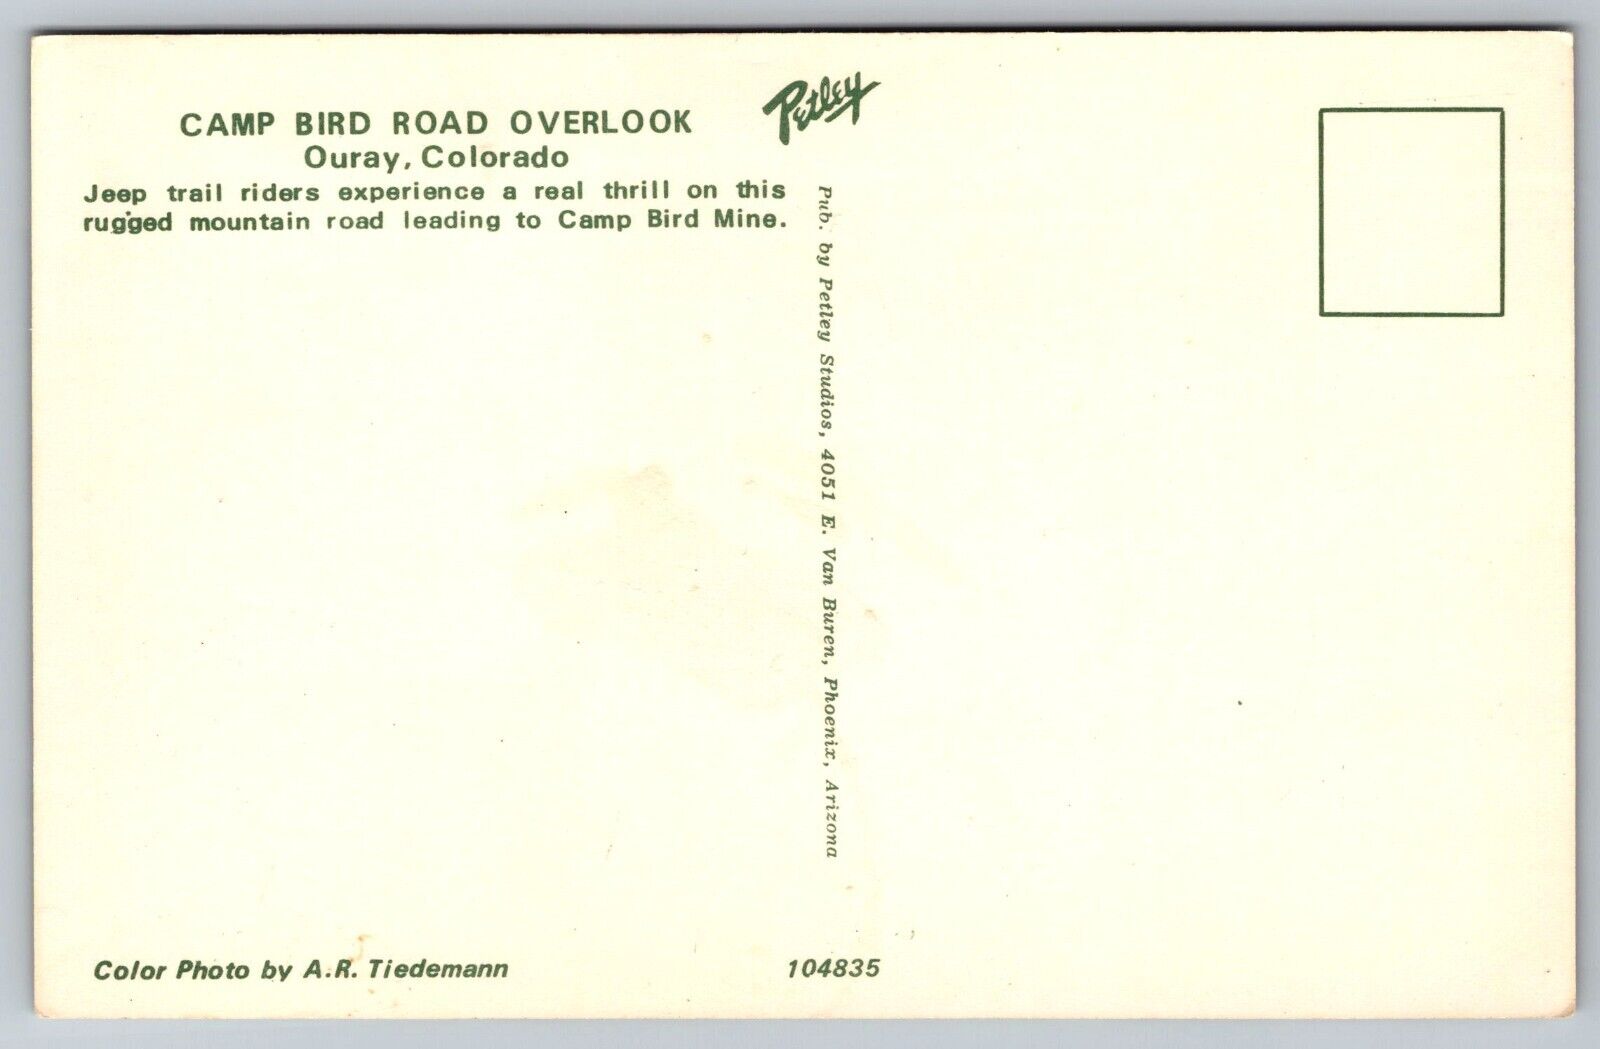 CAMP BIRD ROAD OVERLOOK
Ouray, Colorado
Jeep trail riders experience a real thrill on this
rugged mountain road leading to Camp Bird Mine.
Petley
Pub. by Petley Studios, 4051 E. Van Buren, Phoenix, Arizona
Color Photo by A.R. Tiedemann
104835